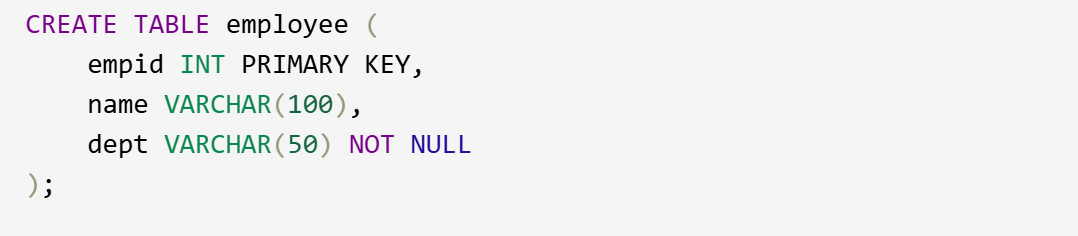 CREATE TABLE employee (
    empid INT PRIMARY KEY,
    name VARCHAR(100),
    dept VARCHAR(50) NOT NULL
);